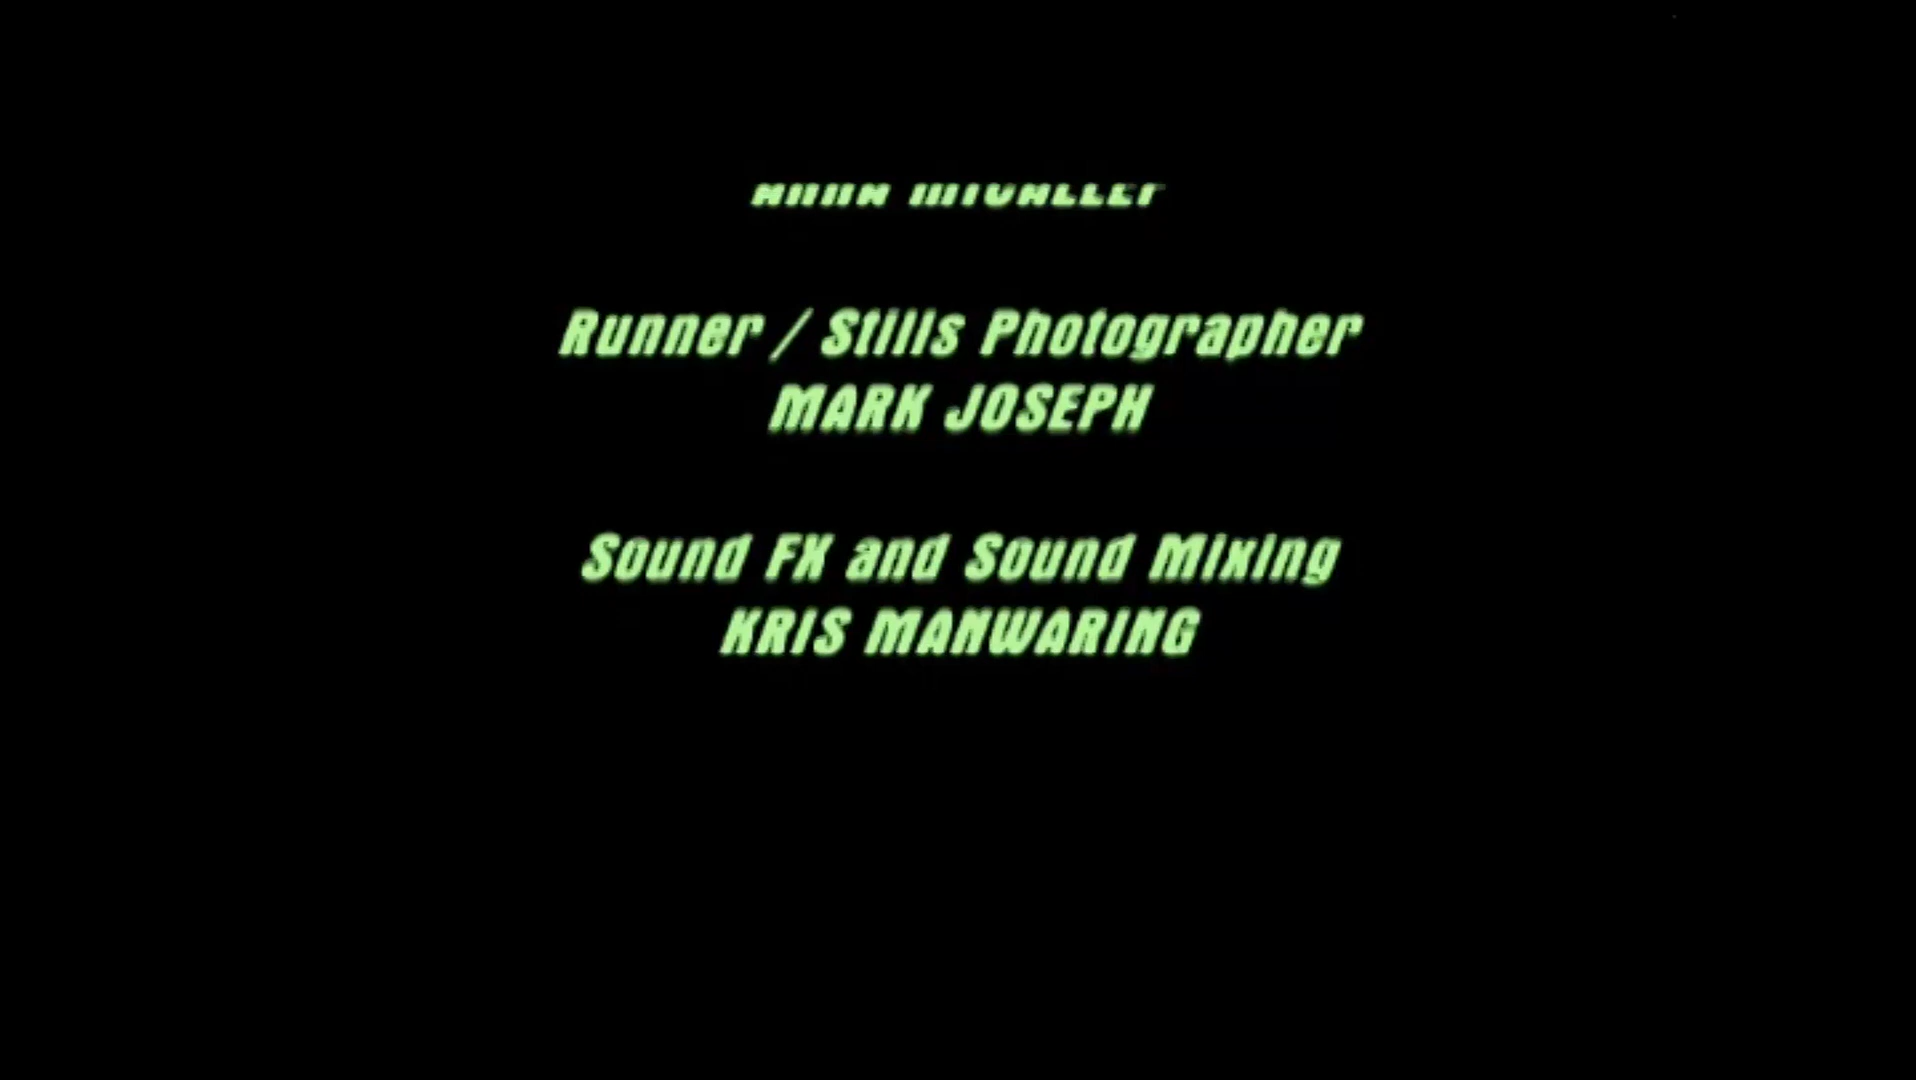 Runner / Stills Photographer
MARK JOSEPH
Sound FX and Sound Mixing
KRIS MANWARING